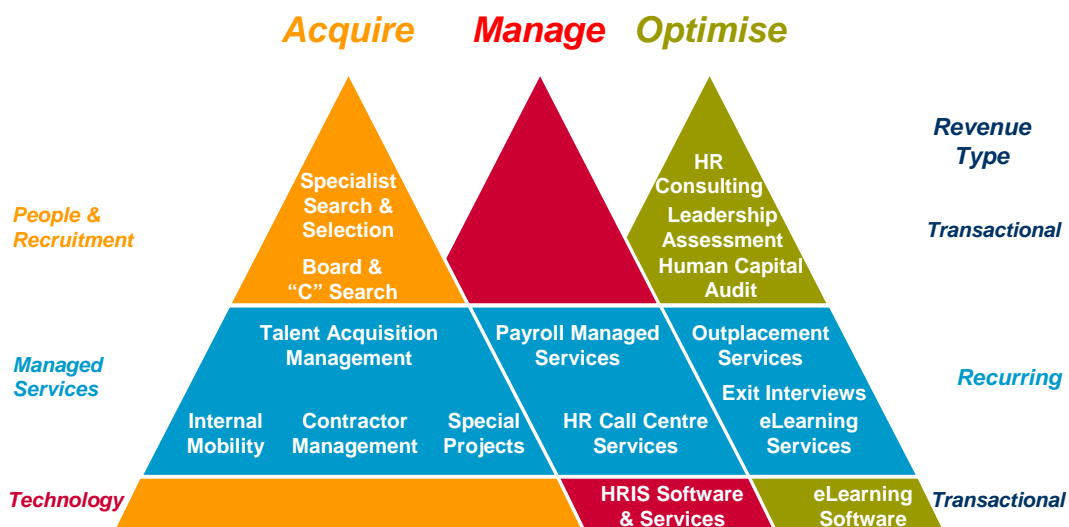 Acquire Manage Optimise
Revenue
Type
People &
Recruitment
Specialist
Search &
Selection
Board &
“C” Search
HR
Consulting
Leadership
Assessment
Human Capital
Audit
Transactional
Managed
Services
Talent Acquisition
Management
Payroll Managed
Services
Outplacement
Services
Exit Interviews
Internal
Mobility
Contractor
Management
Special
Projects
HR Call Centre
Services
eLearning
Services
Recurring
Technology
HRIS Software
& Services
eLearning
Software
Transactional